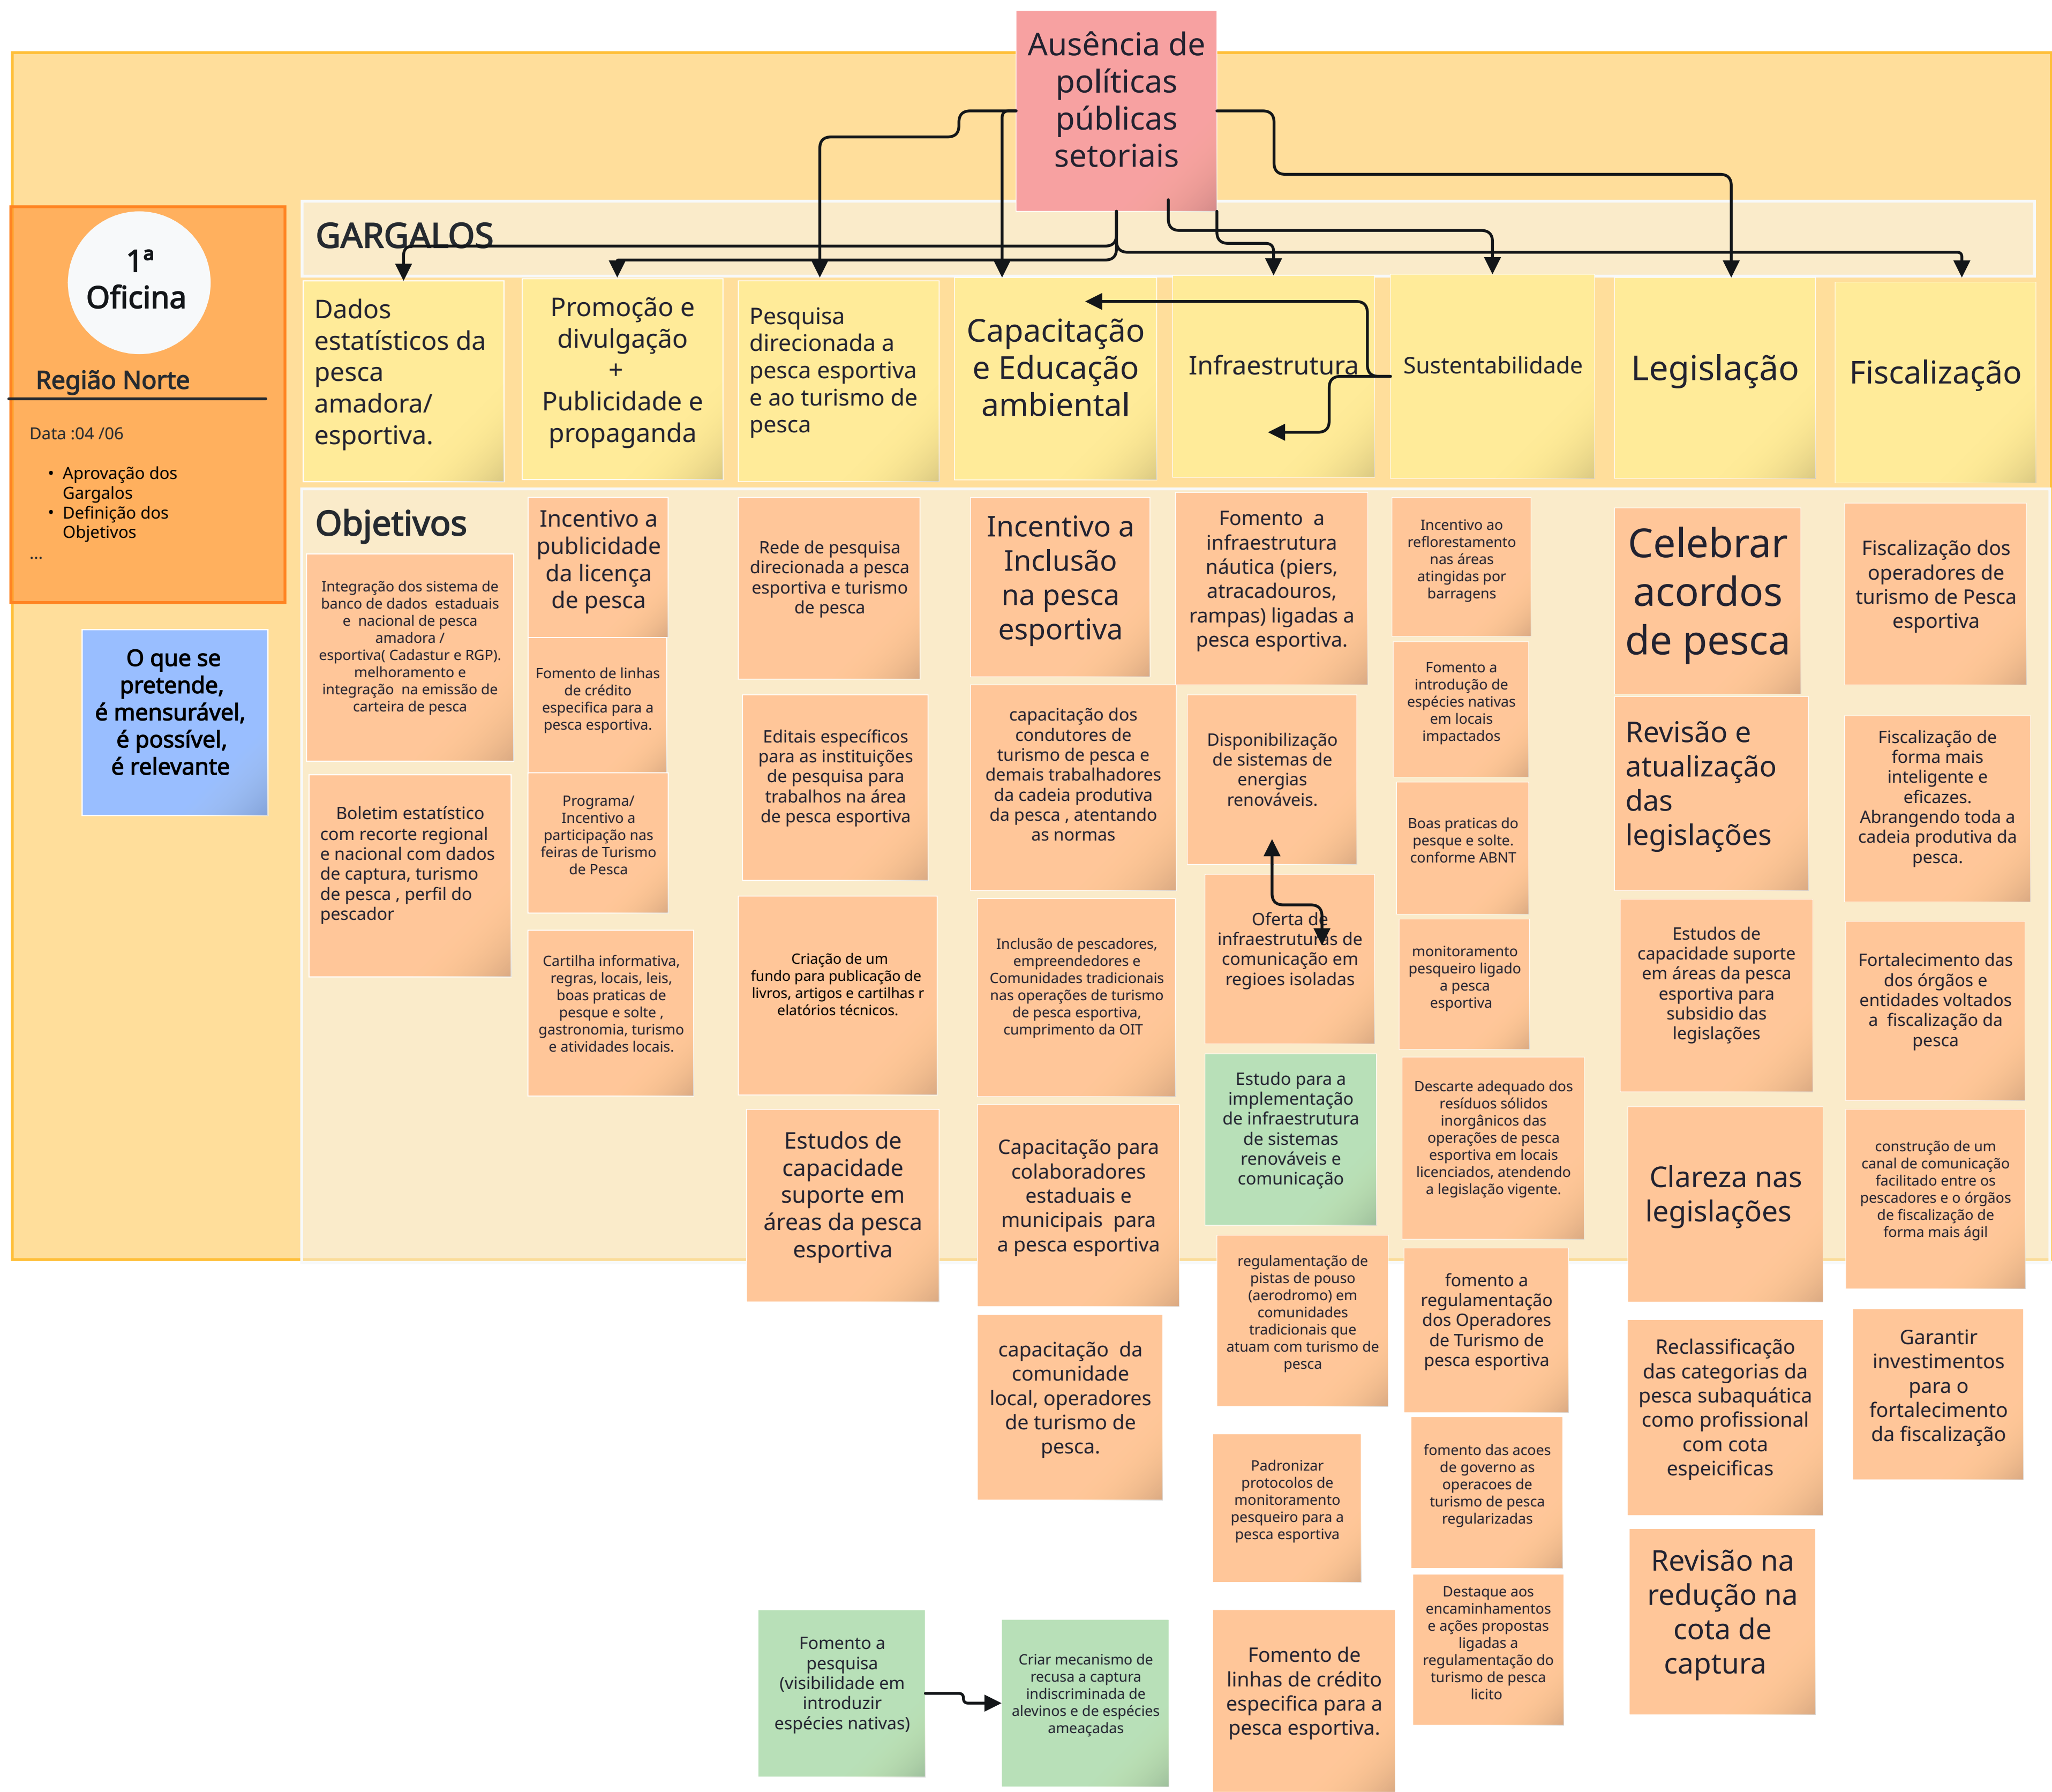 Ausência de
políticas
públicas
setoriais
GARGALOS
1ª
Oficina
Região Norte
Data :04 /06
• Aprovação dos
Gargalos
• Definição dos
Objetivos
...
O que se
pretende,
é mensurável,
é possível,
é relevante
Dados
estatísticos da
pesca
amadora/
esportiva.
Promoção e
divulgação
+
Publicidade e
propaganda
Pesquisa
direcionada a
pesca esportiva
e ao turismo de
pesca
Capacitação
e Educação
ambiental
Infraestrutura
Sustentabilidade
Legislação
Fiscalização
Objetivos
Integração dos sistema de
banco de dados estaduais
e nacional de pesca
amadora /
esportiva( Cadastur e RGP).
melhoramento e
integração na emissão de
carteira de pesca
Boletim estatístico
com recorte regional
e nacional com dados
de captura, turismo
de pesca , perfil do
pescador
Incentivo a
publicidade
da licença
de pesca
Fomento de linhas
de crédito
especifica para a
pesca esportiva.
Programa/
Incentivo a
participação nas
feiras de Turismo
de Pesca
Cartilha informativa,
regras, locais, leis,
boas praticas de
pesque e solte ,
gastronomia, turismo
e atividades locais.
Rede de pesquisa
direcionada a pesca
esportiva e turismo
de pesca
Editais específicos
para as instituições
de pesquisa para
trabalhos na área
de pesca esportiva
Criação de um
fundo para publicação de
livros, artigos e cartilhas r
elatórios técnicos.
Estudos de
capacidade
suporte em
áreas da pesca
esportiva
Incentivo a
Inclusão
na pesca
esportiva
capacitação dos
condutores de
turismo de pesca e
demais trabalhadores
da cadeia produtiva
da pesca , atentando
as normas
Inclusão de pescadores,
empreendedores e
Comunidades tradicionais
nas operações de turismo
de pesca esportiva,
cumprimento da OIT
Capacitação para
colaboradores
estaduais e
municipais para
a pesca esportiva
capacitação da
comunidade
local, operadores
de turismo de
pesca.
Fomento a
infraestrutura
náutica (piers,
atracadouros,
rampas) ligadas a
pesca esportiva.
Disponibilização
de sistemas de
energias
renováveis.
Oferta de
infraestruturas de
comunicação em
regioes isoladas
Estudo para a
implementação
de infraestrutura
de sistemas
renováveis e
comunicação
regulamentação de
pistas de pouso
(aerodromo) em
comunidades
tradicionais que
atuam com turismo de
pesca
Padronizar
protocolos de
monitoramento
pesqueiro para a
pesca esportiva
Fomento de
linhas de crédito
especifica para a
pesca esportiva.
Incentivo ao
reflorestamento
nas áreas
atingidas por
barragens
Fomento a
introdução de
espécies nativas
em locais
impactados
Boas praticas do
pesque e solte.
conforme ABNT
monitoramento
pesqueiro ligado
a pesca
esportiva
Descarte adequado dos
resíduos sólidos
inorgânicos das
operações de pesca
esportiva em locais
licenciados, atendendo
a legislação vigente.
fomento a
regulamentação
dos Operadores
de Turismo de
pesca esportiva
fomento das acoes
de governo as
operacoes de
turismo de pesca
regularizadas
Destaque aos
encaminhamentos
e ações propostas
ligadas a
regulamentação do
turismo de pesca
licito
Celebrar
acordos
de pesca
Revisão e
atualização
das
legislações
Estudos de
capacidade suporte
em áreas da pesca
esportiva para
subsidio das
legislações
Clareza nas
legislações
Reclassificação
das categorias da
pesca subaquática
como profissional
com cota
espeicificas
Revisão na
redução na
cota de
captura
Fiscalização dos
operadores de
turismo de Pesca
esportiva
Fiscalização de
forma mais
inteligente e
eficazes.
Abrangendo toda a
cadeia produtiva da
pesca.
Fortalecimento das
dos órgãos e
entidades voltados
a fiscalização da
pesca
construção de um
canal de comunicação
facilitado entre os
pescadores e o órgãos
de fiscalização de
forma mais ágil
Garantir
investimentos
para o
fortalecimento
da fiscalização
Fomento a
pesquisa
(visibilidade em
introduzir
espécies nativas)
Criar mecanismo de
recusa a captura
indiscriminada de
alevinos e de espécies
ameaçadas